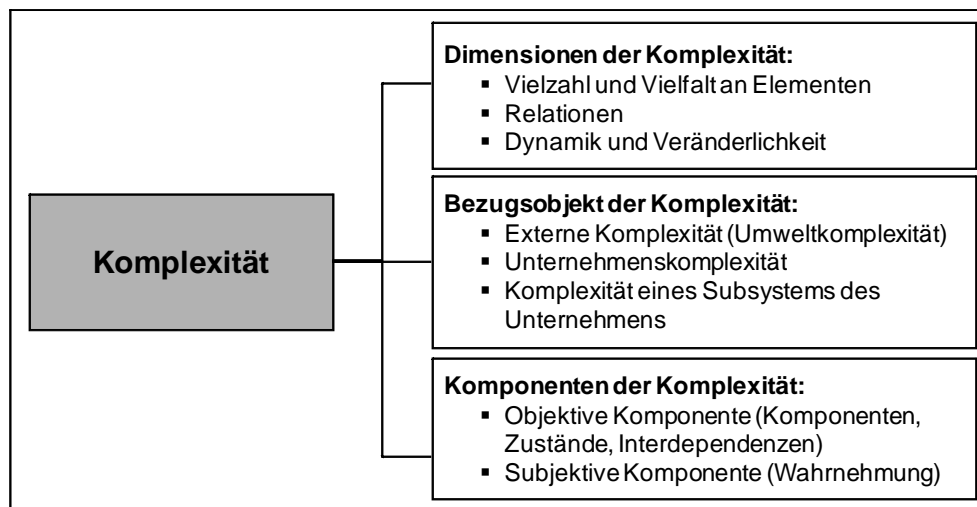 Komplexität
Dimensionen der Komplexität:
▪ Vielzahl und Vielfalt an Elementen
▪ Relationen
▪ Dynamik und Veränderlichkeit
Bezugsobjekt der Komplexität:
▪ Externe Komplexität (Umweltkomplexität)
▪ Unternehmenskomplexität
▪ Komplexität eines Subsystems des
Unternehmens
Komponenten der Komplexität:
▪ Objektive Komponente (Komponenten,
Zustände, Interdependenzen)
▪ Subjektive Komponente (Wahrnehmung)